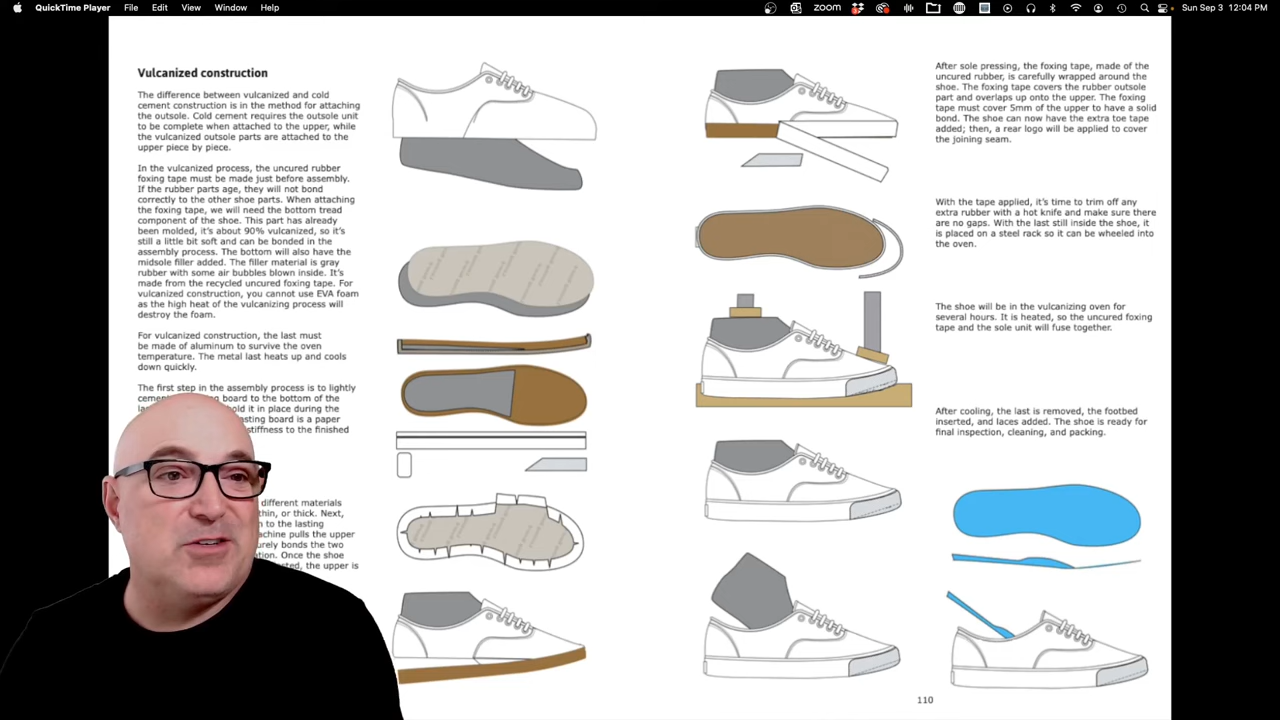 QuickTime Player File Edit View Window Help
zoom
Sun Sep 3 12:04 PM
Vulcanized construction
The difference between vulcanized and cold
cement construction is in the method for attaching
the outsole. Cold cement requires the outsole unit
to be complete when attached to the upper, while
the vulcanized outsole parts are attached to the
upper piece by piece.
In the vulcanized process, the uncured rubber
foxing tape must be made just before assembly.
If the rubber parts age, they will not bond
correctly to the other shoe parts. When attaching
the foxing tape, we will need the bottom tread
component of the shoe. This part has already
been molded, it's about 90% vulcanized, so it's
still a little bit soft and can be bonded in the
assembly process. The bottom will also have the
midsole filler added. The filler material is gray
rubber with some air bubbles blown inside. It's
made from the recycled uncured foxing tape. For
vulcanized construction, you cannot use EVA foam
as the high heat of the vulcanizing process will
destroy the foam.
For vulcanized construction, the last must
be made of aluminum to survive the oven
temperature. The metal last heats up and cools
down quickly.
The first step in the assembly process is to lightly
board to the bottom of the
hold it in place during the
board is a paper
stiffness to the finished
different materials
thin, or thick. Next,
to the lasting
pulls the upper
bonds the two
Once the shoe
the upper is
After sole pressing, the foxing tape, made of the
uncured rubber, is carefully wrapped around the
shoe. The foxing tape covers the rubber outsole
part and overlaps up onto the upper. The foxing
tape must cover 5mm of the upper to have a solid
bond. The shoe can now have the extra toe tape
added; then, a rear logo will be applied to cover
the joining seam.
With the tape applied, it's time to trim off any
extra rubber with a hot knife and make sure there
are no gaps. With the last still inside the shoe, it
is placed on a steel rack so it can be wheeled into
the oven.
The shoe will be in the vulcanizing oven for
several hours. It is heated, so the uncured foxing
tape and the sole unit will fuse together.
After cooling, the last is removed, the footbed
inserted, and laces added. The shoe is ready for
final inspection, cleaning, and packing.
110